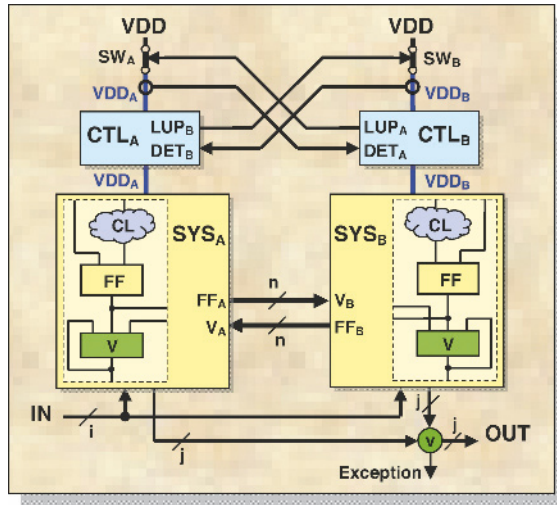 VDD VDD
SWA SWB
VDDA VDDB
CTLA LUPB LUPA CTLB
DETB DETA
VDDA VDDB
CL SYSA SYSB CL
FF FF
n
FFA VB
VA FFB
n
V V
IN i j j V j OUT
Exception